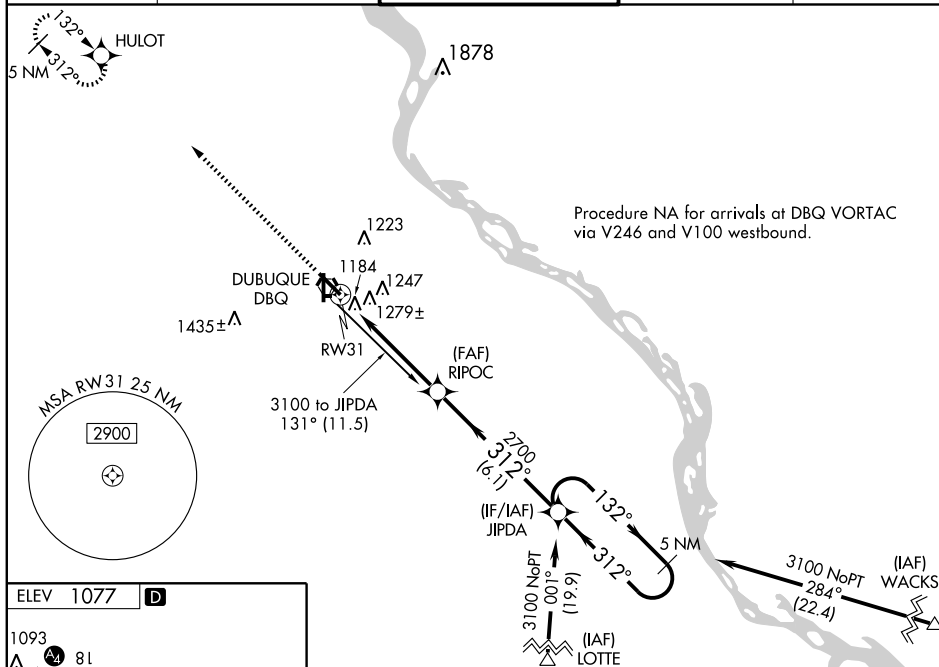 132°
HULOT
312°
5 NM
1878
Procedure NA for arrivals at DBQ VORTAC
via V246 and V100 westbound.
1223
1184
DUBUQUE
DBQ
1247
1279±
1435±
RW31
(FAF)
RIPOC
3100 to JIPDA
131° (11.5)
MSA RW31 25 NM
2900
2700
312°
(6.1)
(IF/IAF)
JIPDA
132°
312°
5 NM
3100 NoPT
001°
(19.9)
(IAF)
LOTTE
3100 NoPT
284°
(22.4)
(IAF)
WACKS
ELEV 1077 D
1093
A4 81